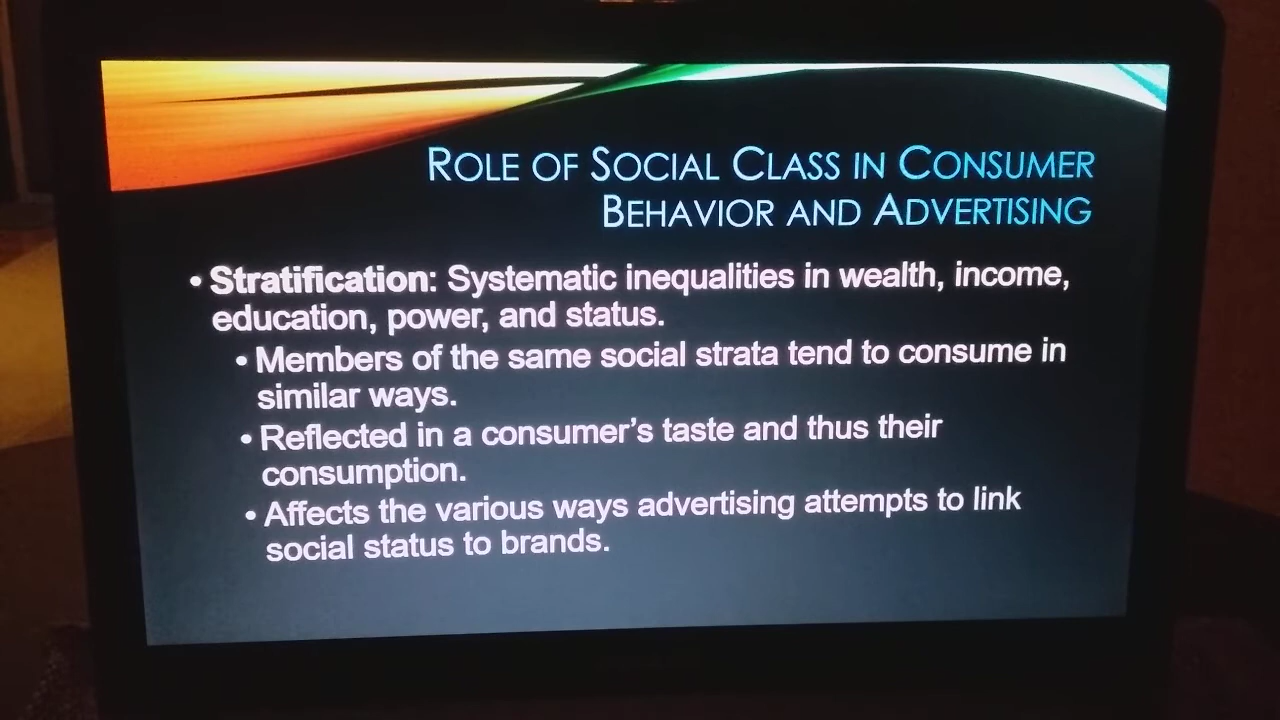 ROLE OF SOCIAL CLASS IN CONSUMER
BEHAVIOR AND ADVERTISING
• Stratification: Systematic inequalities in wealth, income,
education, power, and status.
• Members of the same social strata tend to consume in
similar ways.
• Reflected in a consumer’s taste and thus their
consumption.
• Affects the various ways advertising attempts to link
social status to brands.